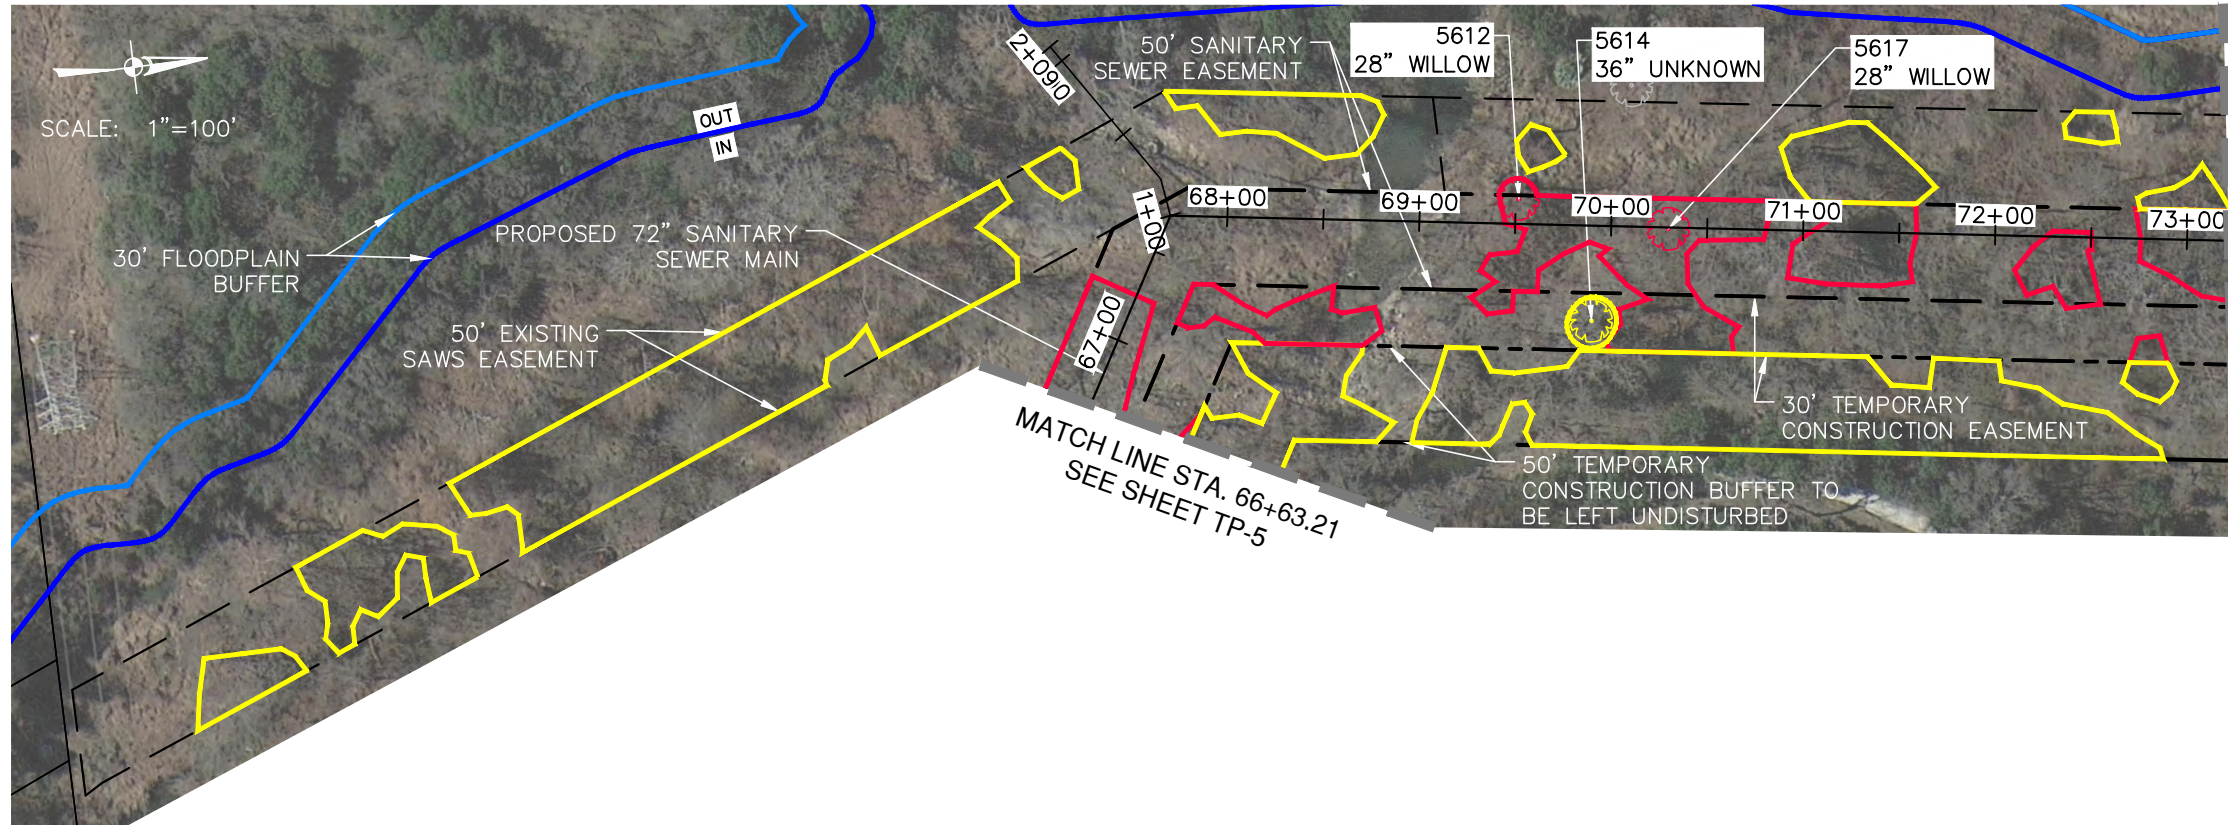 SCALE: 1"=100'
OUT
IN
30' FLOODPLAIN
BUFFER
PROPOSED 72" SANITARY
SEWER MAIN
50' EXISTING
SAWS EASEMENT
50' SANITARY
SEWER EASEMENT
5612
28" WILLOW
5614
36" UNKNOWN
5617
28" WILLOW
1+00
67+00
68+00
69+00
70+00
71+00
72+00
73+00
MATCH LINE STA. 66+63.21
SEE SHEET TP-5
30' TEMPORARY
CONSTRUCTION EASEMENT
50' TEMPORARY
CONSTRUCTION BUFFER TO
BE LEFT UNDISTURBED